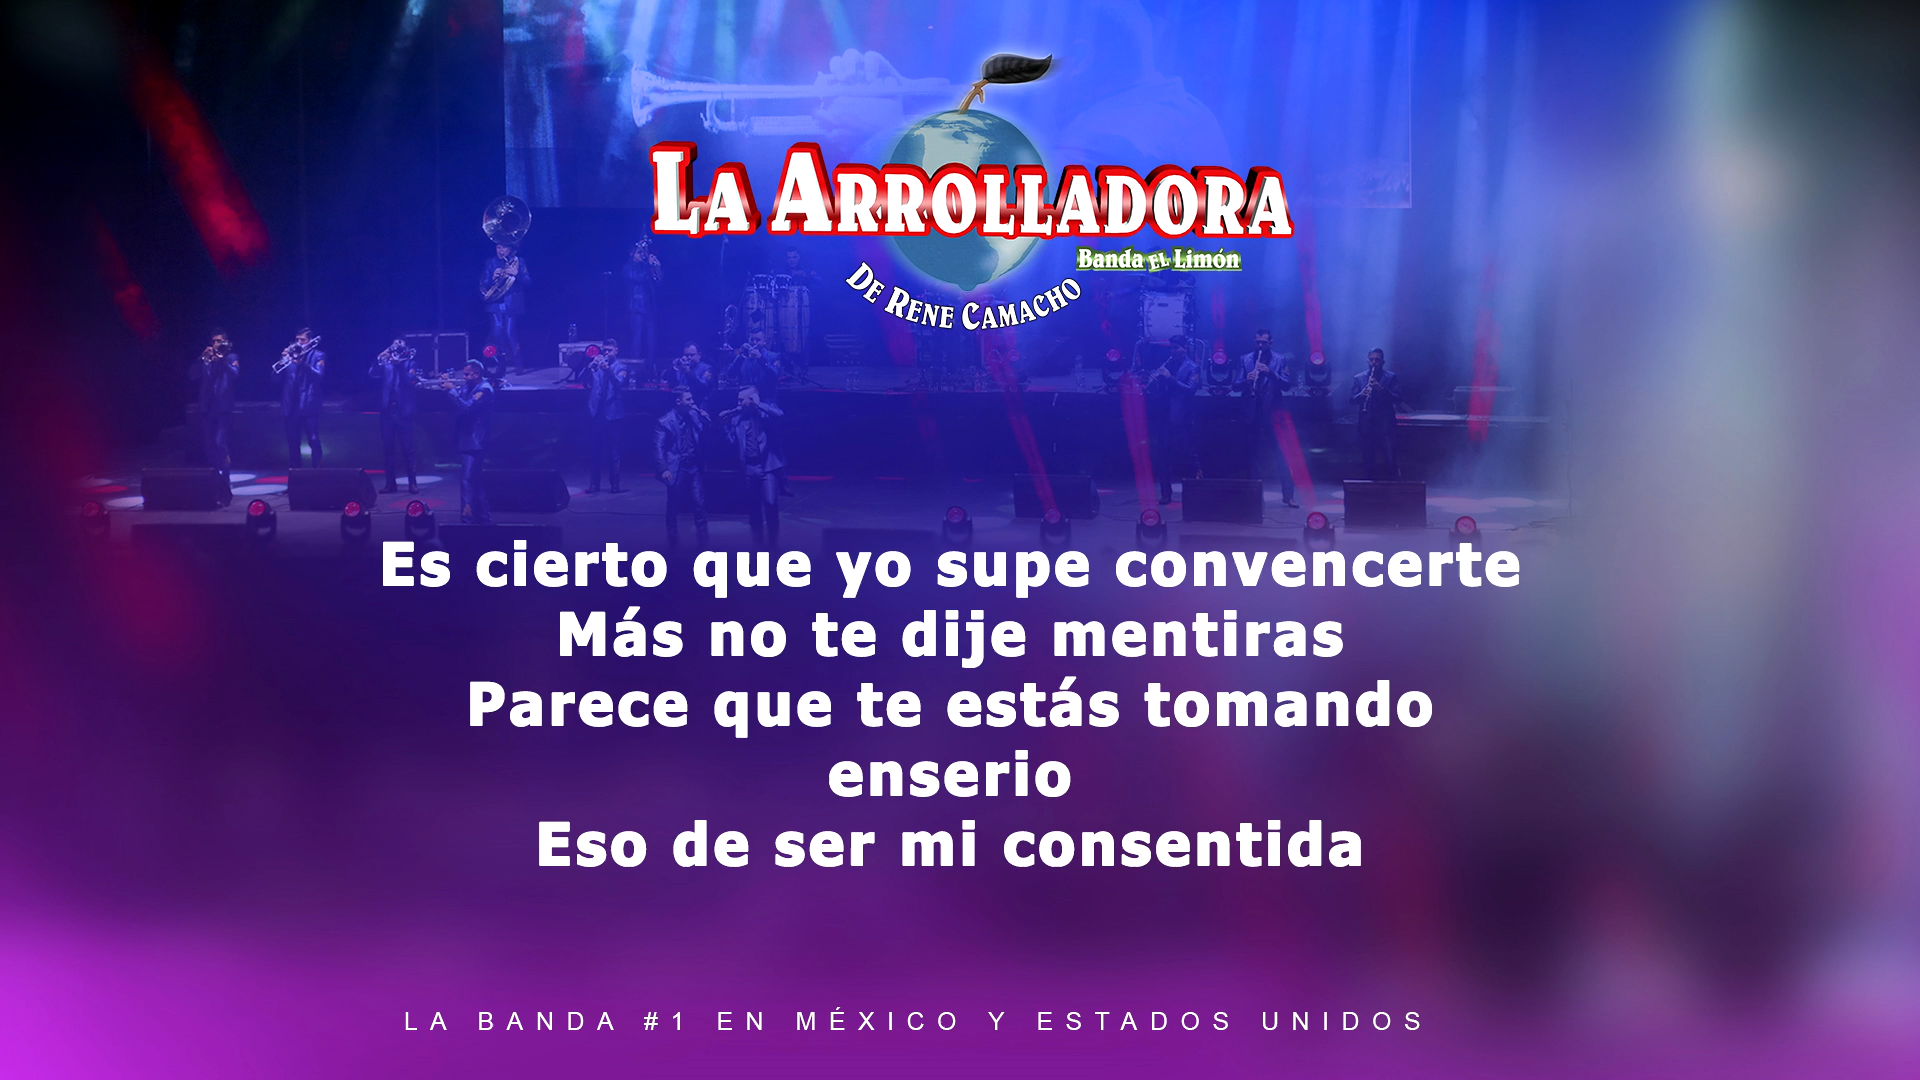 LA ARROLLADORA
Banda EL Limón
DE RENE CAMACHO
Es cierto que yo supe convencerte
Más no te dije mentiras
Parece que te estás tomando
enserio
Eso de ser mi consentida
LA BANDA #1 EN MÉXICO Y ESTADOS UNIDOS